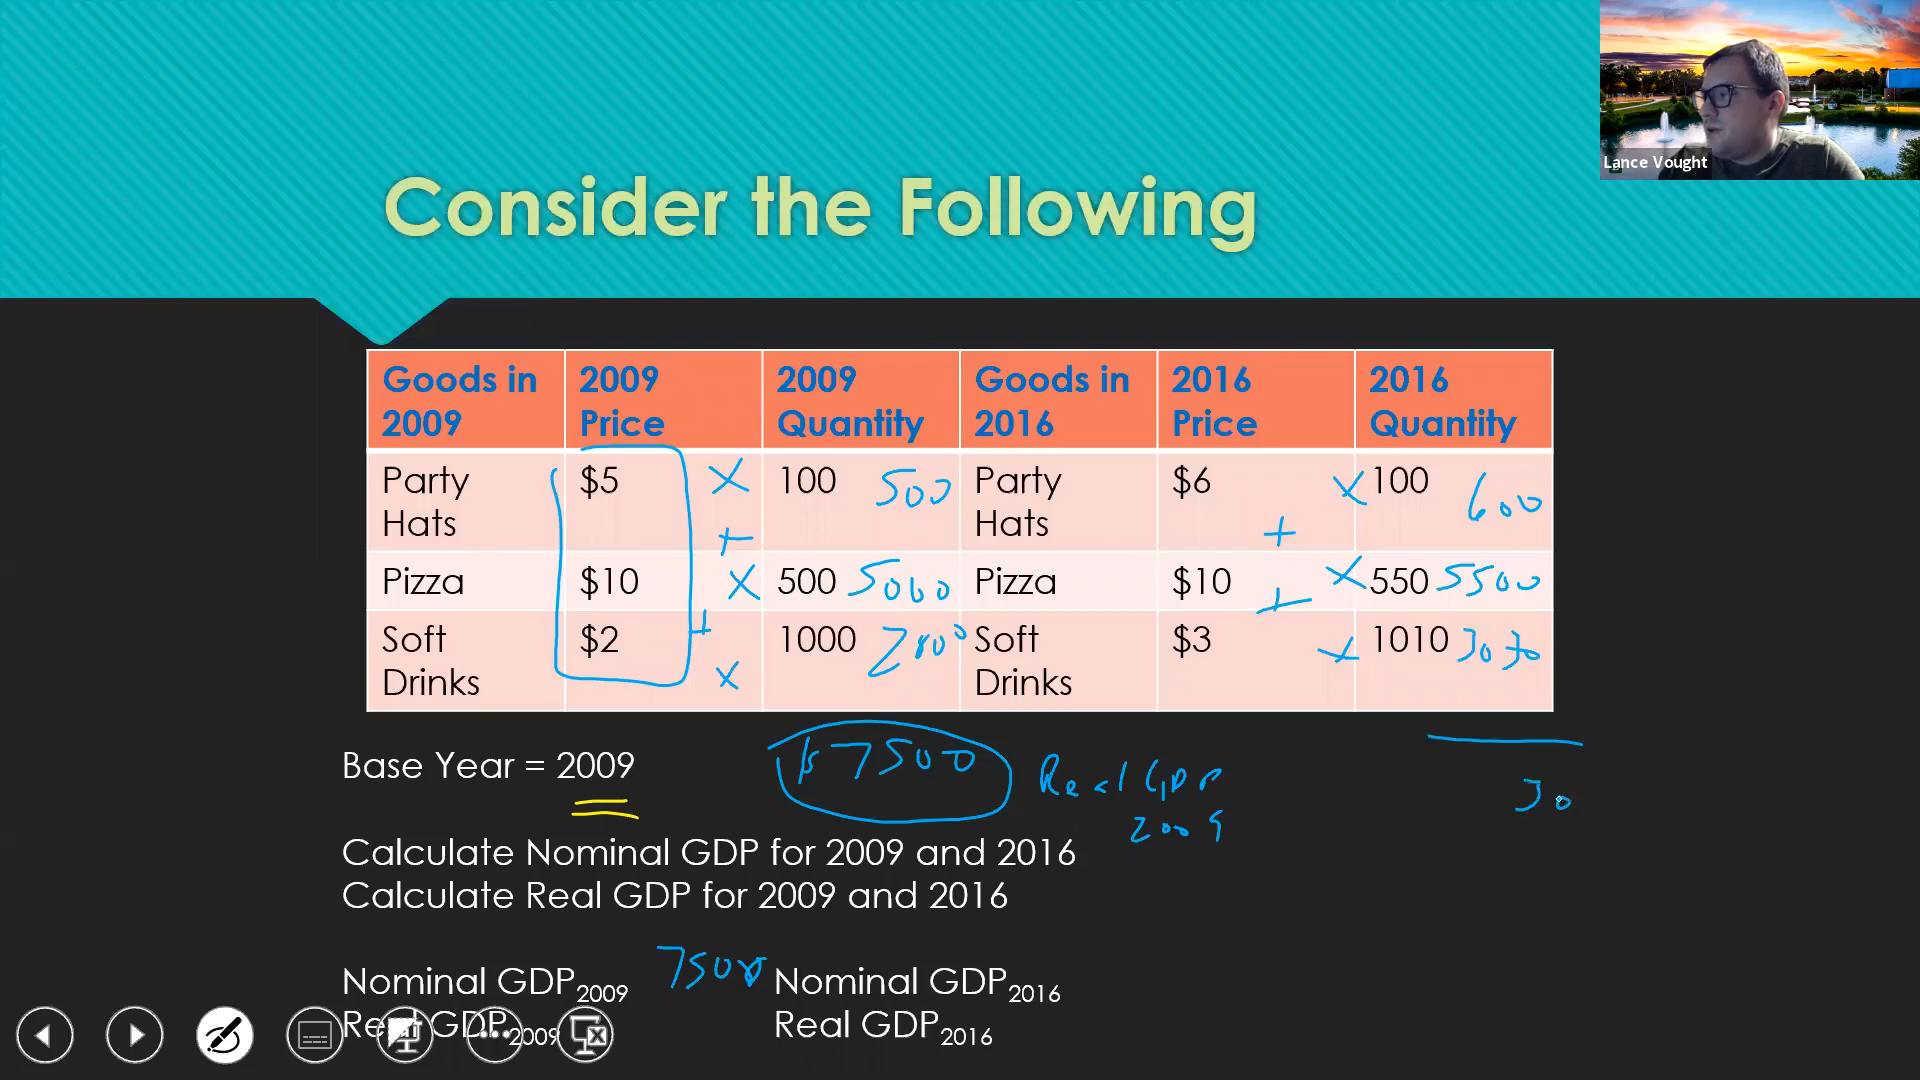 Lance Vought
Consider the Following
Goods in 2009 2009 Price 2009 Quantity Goods in 2016 2016 Price 2016 Quantity
Party Hats $5 × 100 500 Party Hats $6 × 100 600
+ +
Pizza $10 × 500 5000 Pizza $10 × 550 5500
+ +
Soft Drinks $2 × 1000 2000 Soft Drinks $3 × 1010 3030
Base Year = 2009 $7500 Real GDP 2009 30
Calculate Nominal GDP for 2009 and 2016
Calculate Real GDP for 2009 and 2016
Nominal GDP2009 7500 Nominal GDP2016
Real GDP2009 Real GDP2016